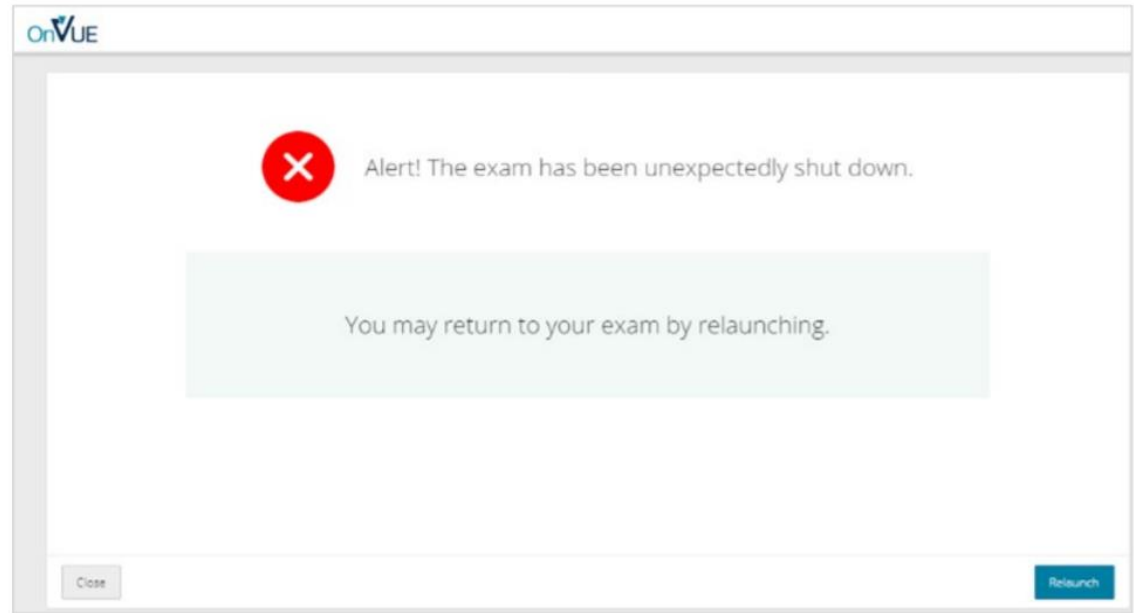 OnVUE
Alert! The exam has been unexpectedly shut down.
You may return to your exam by relaunching.
Close
Relaunch